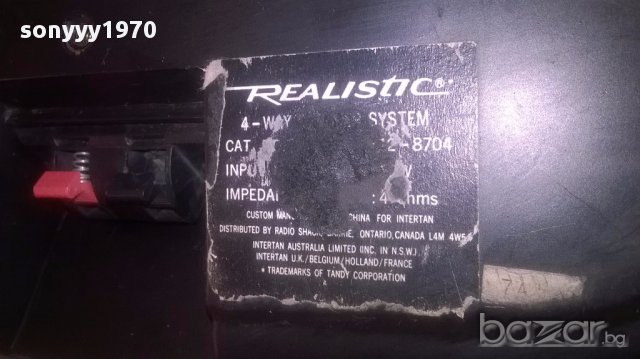 sonyyy1970
REALISTIC®
4-WAY SYSTEM
CAT 2-8704
INPU W
IMPEDA : 4 ohms
CUSTOM MANU CHINA FOR INTERTAN
DISTRIBUTED BY RADIO SHACK, BARRIE, ONTARIO, CANADA L4M 4W5
INTERTAN AUSTRALIA LIMITED (INC. IN N.S.W.)
INTERTAN U.K./BELGIUM/HOLLAND/FRANCE
* TRADEMARKS OF TANDY CORPORATION
bazar.bg